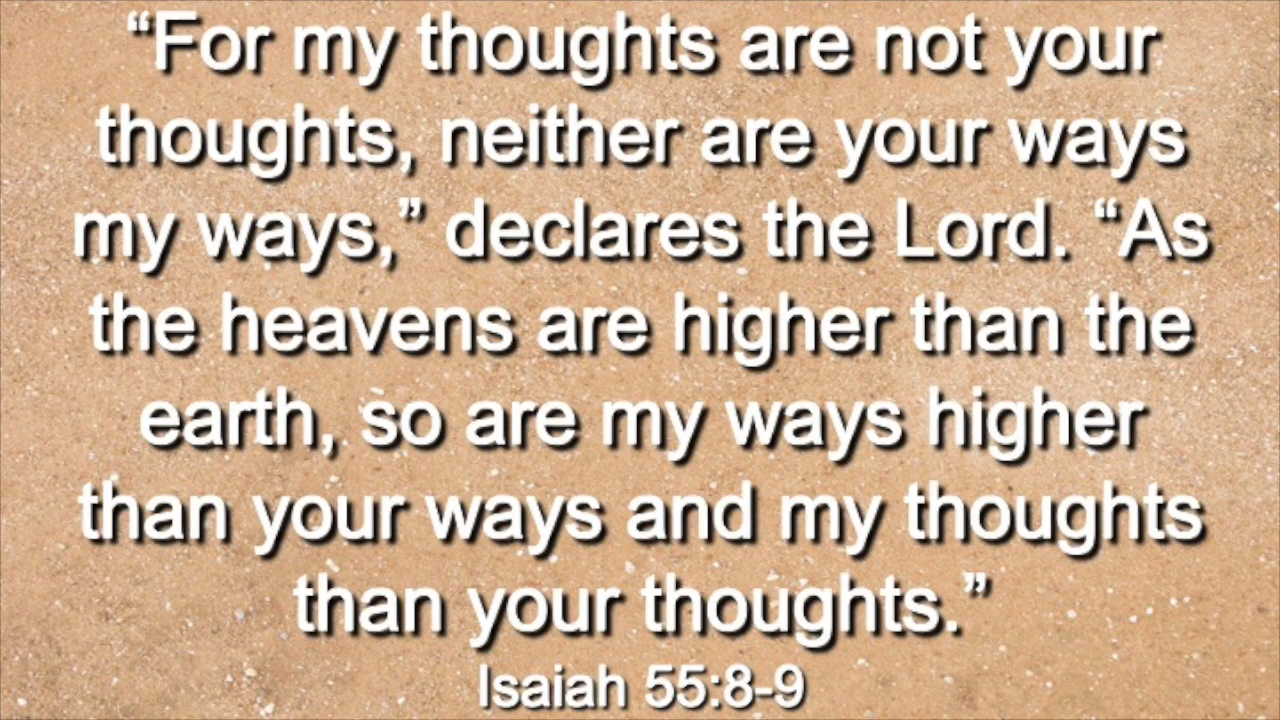 “For my thoughts are not your
thoughts, neither are your ways
my ways,” declares the Lord. “As
the heavens are higher than the
earth, so are my ways higher
than your ways and my thoughts
than your thoughts.”
Isaiah 55:8-9